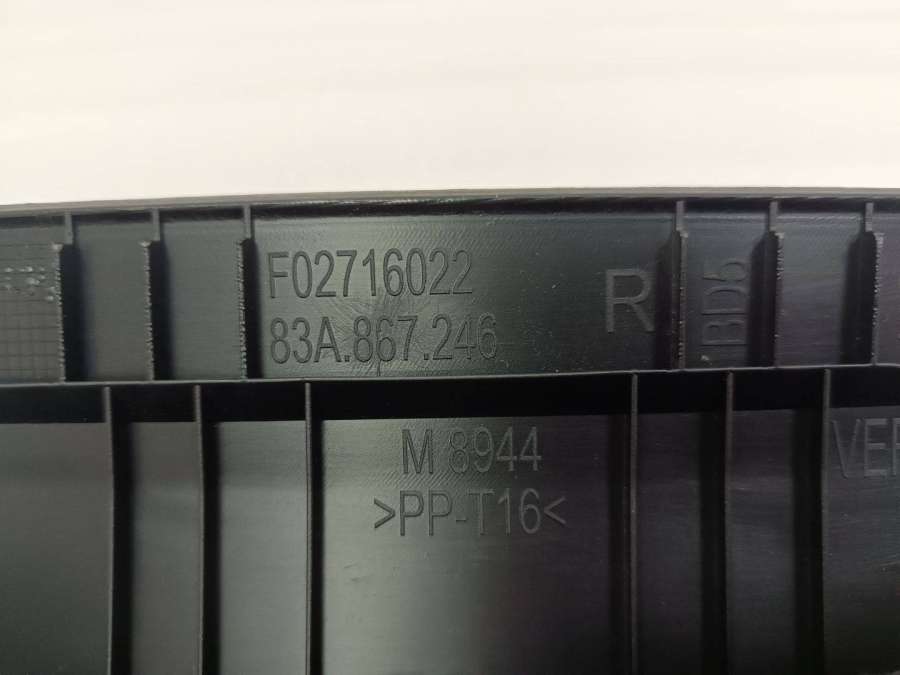 F02716022
83A.867.246
R
BD5
M 8944
>PP-T16<